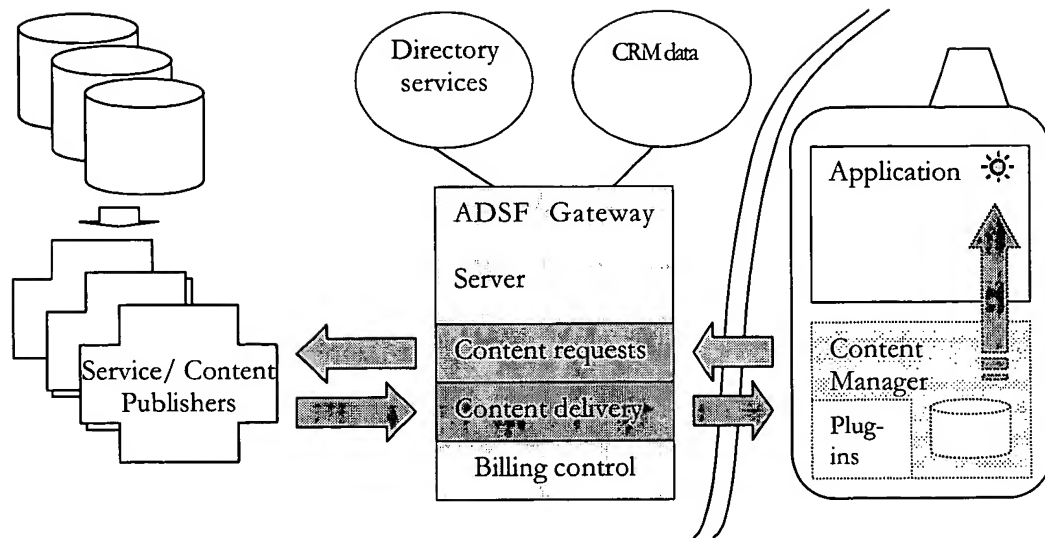 Directory
services
CRM data
ADSF Gateway
Server
Content requests
Content delivery
Billing control
Service/ Content
Publishers
Application
Content
Manager
Plug-
ins